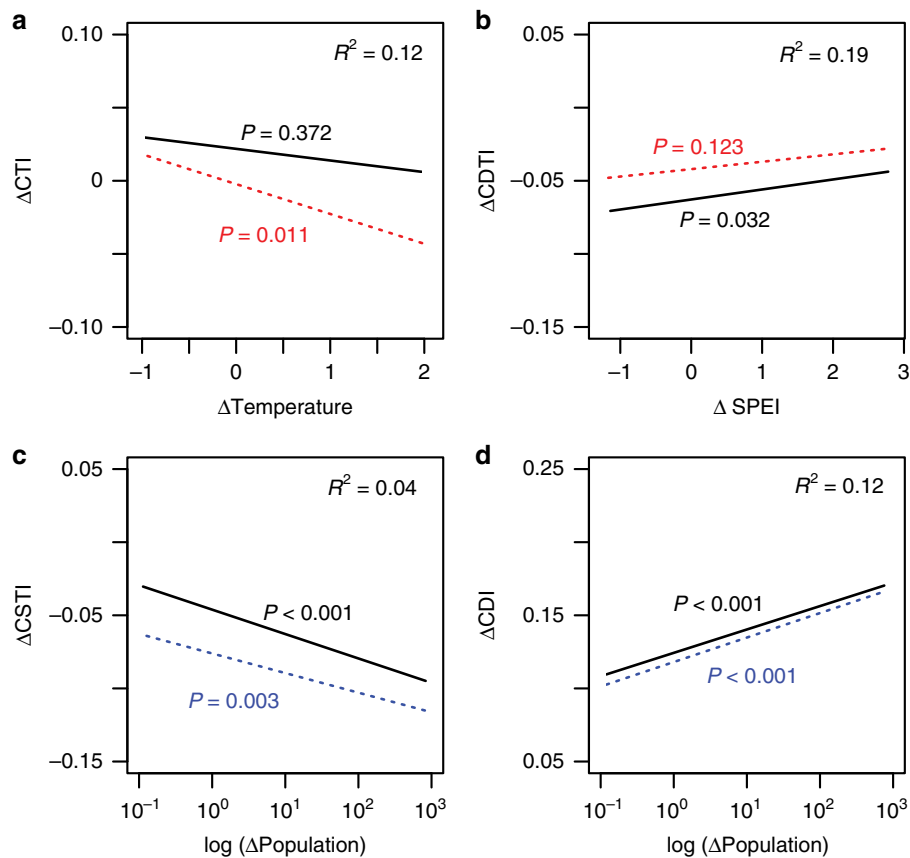 a
0.10
0
−0.10
ΔCTI
R² = 0.12
P = 0.372
P = 0.011
−1
0
1
2
ΔTemperature
b
0.05
−0.05
−0.15
ΔCDTI
R² = 0.19
P = 0.123
P = 0.032
−1
0
1
2
3
Δ SPEI
c
0.05
−0.05
−0.15
ΔCSTI
R² = 0.04
P < 0.001
P = 0.003
10⁻¹
10⁰
10¹
10²
10³
log (ΔPopulation)
d
0.25
0.15
0.05
ΔCDI
R² = 0.12
P < 0.001
P < 0.001
10⁻¹
10⁰
10¹
10²
10³
log (ΔPopulation)